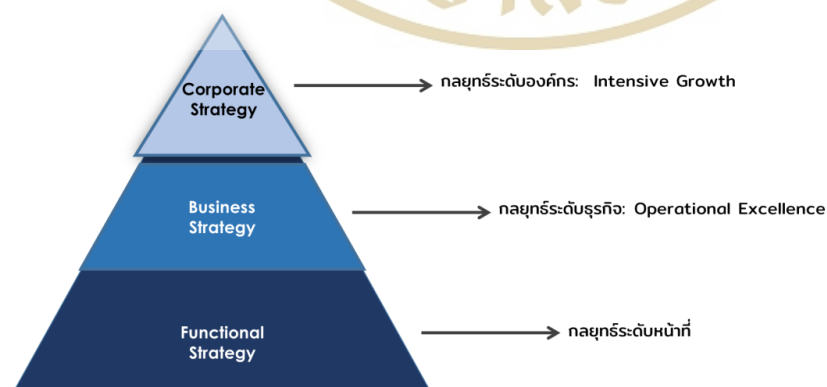 Corporate
Strategy
กลยุทธ์ระดับองค์กร: Intensive Growth
Business
Strategy
กลยุทธ์ระดับธุรกิจ: Operational Excellence
Functional
Strategy
กลยุทธ์ระดับหน้าที่